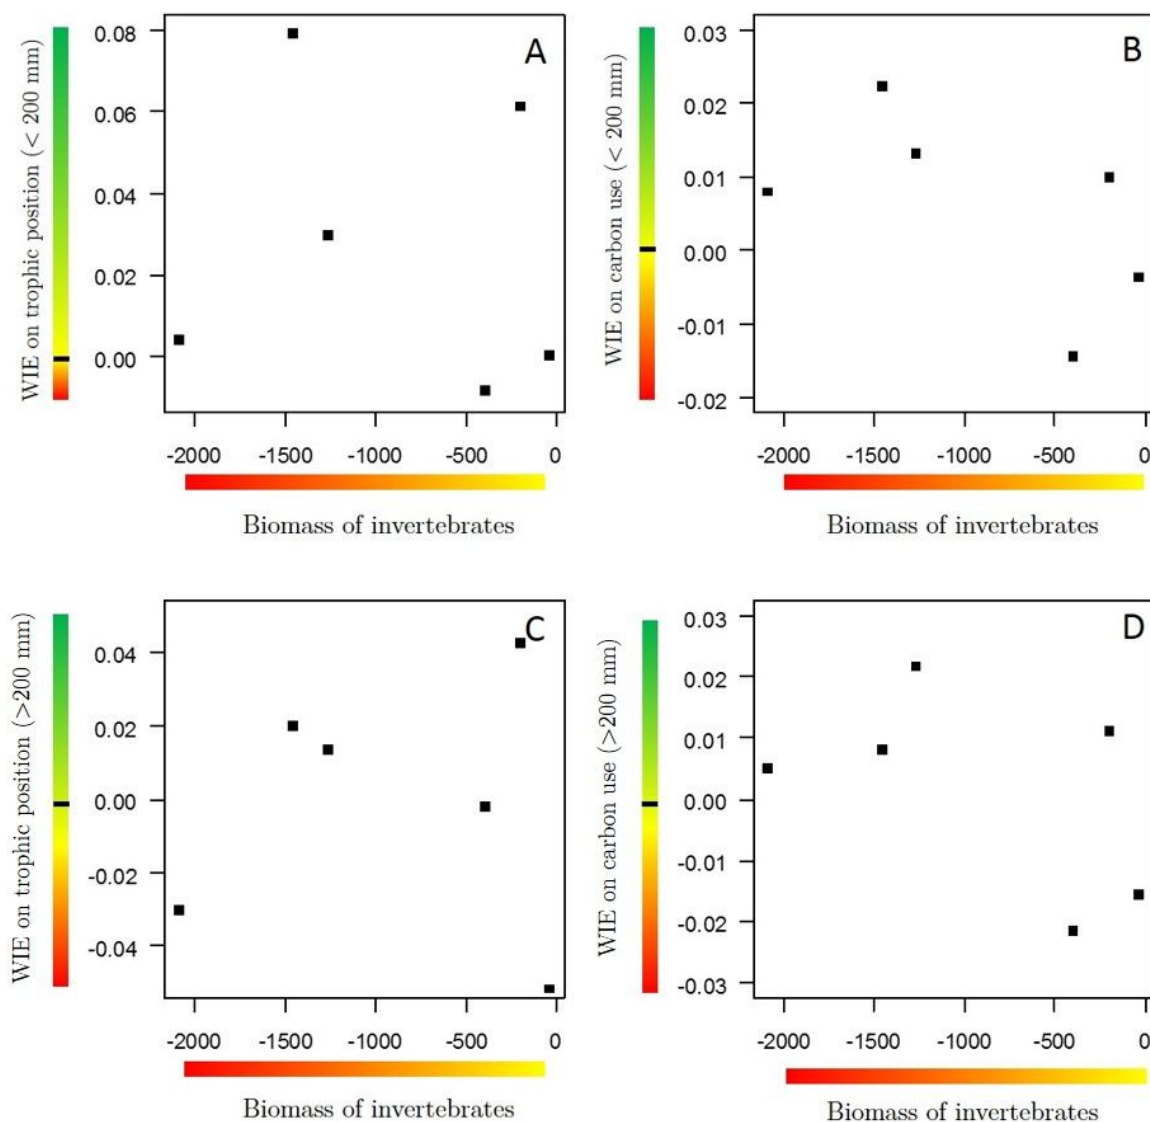 A
WIE on trophic position (< 200 mm)
0.08
0.06
0.04
0.02
0.00
-2000 -1500 -1000 -500 0
Biomass of invertebrates
B
WIE on carbon use (< 200 mm)
0.03
0.02
0.01
0.00
-0.01
-0.02
-2000 -1500 -1000 -500 0
Biomass of invertebrates
C
WIE on trophic position (>200 mm)
0.04
0.02
0.00
-0.02
-0.04
-2000 -1500 -1000 -500 0
Biomass of invertebrates
D
WIE on carbon use (>200 mm)
0.03
0.02
0.01
0.00
-0.01
-0.02
-0.03
-2000 -1500 -1000 -500 0
Biomass of invertebrates